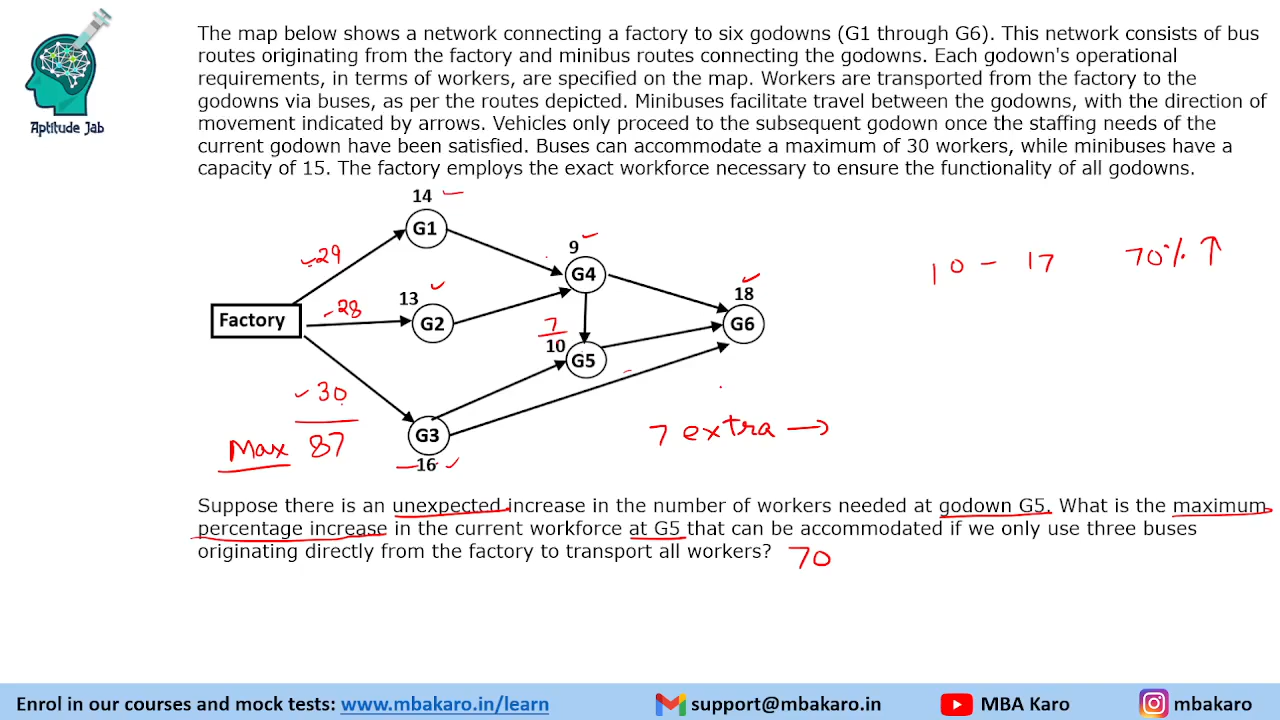 The map below shows a network connecting a factory to six godowns (G1 through G6). This network consists of bus
routes originating from the factory and minibus routes connecting the godowns. Each godown's operational
requirements, in terms of workers, are specified on the map. Workers are transported from the factory to the
godowns via buses, as per the routes depicted. Minibuses facilitate travel between the godowns, with the direction of
movement indicated by arrows. Vehicles only proceed to the subsequent godown once the staffing needs of the
current godown have been satisfied. Buses can accommodate a maximum of 30 workers, while minibuses have a
capacity of 15. The factory employs the exact workforce necessary to ensure the functionality of all godowns.
Aptitude Jab
14
G1
9
G4
29
10 - 17 70% ↑
18
G6
13
G2
28
Factory
7
10
G5
30
Max 87
G3
16
7 extra →
Suppose there is an unexpected increase in the number of workers needed at godown G5. What is the maximum
percentage increase in the current workforce at G5 that can be accommodated if we only use three buses
originating directly from the factory to transport all workers? 70
Enrol in our courses and mock tests: www.mbakaro.in/learn support@mbakaro.in MBA Karo mbakaro